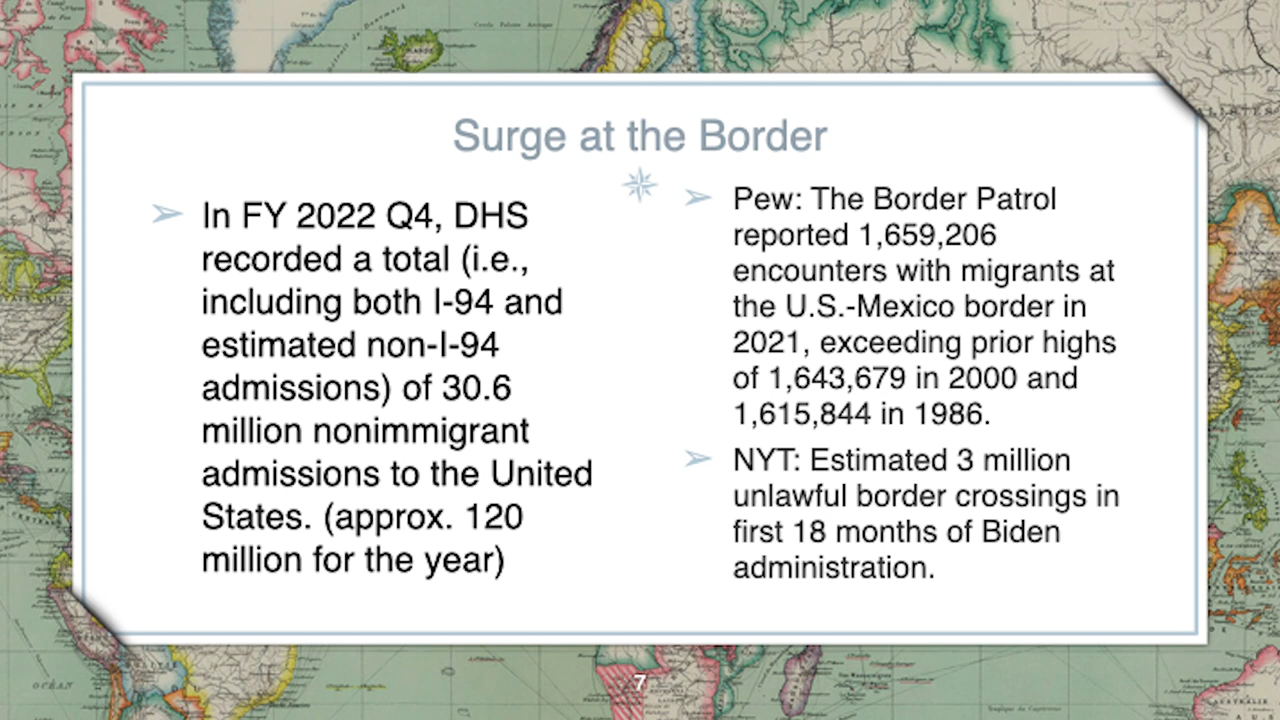 Surge at the Border
In FY 2022 Q4, DHS
recorded a total (i.e.,
including both I-94 and
estimated non-I-94
admissions) of 30.6
million nonimmigrant
admissions to the United
States. (approx. 120
million for the year)
Pew: The Border Patrol
reported 1,659,206
encounters with migrants at
the U.S.-Mexico border in
2021, exceeding prior highs
of 1,643,679 in 2000 and
1,615,844 in 1986.
NYT: Estimated 3 million
unlawful border crossings in
first 18 months of Biden
administration.
7